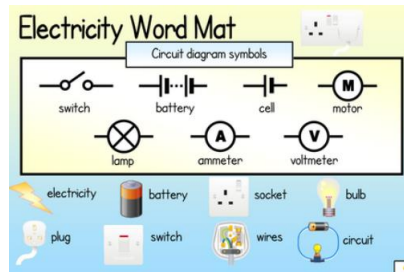 Electricity Word Mat
Circuit diagram symbols
switch battery cell motor
M
lamp ammeter voltmeter
A V
electricity battery socket bulb
plug switch wires circuit